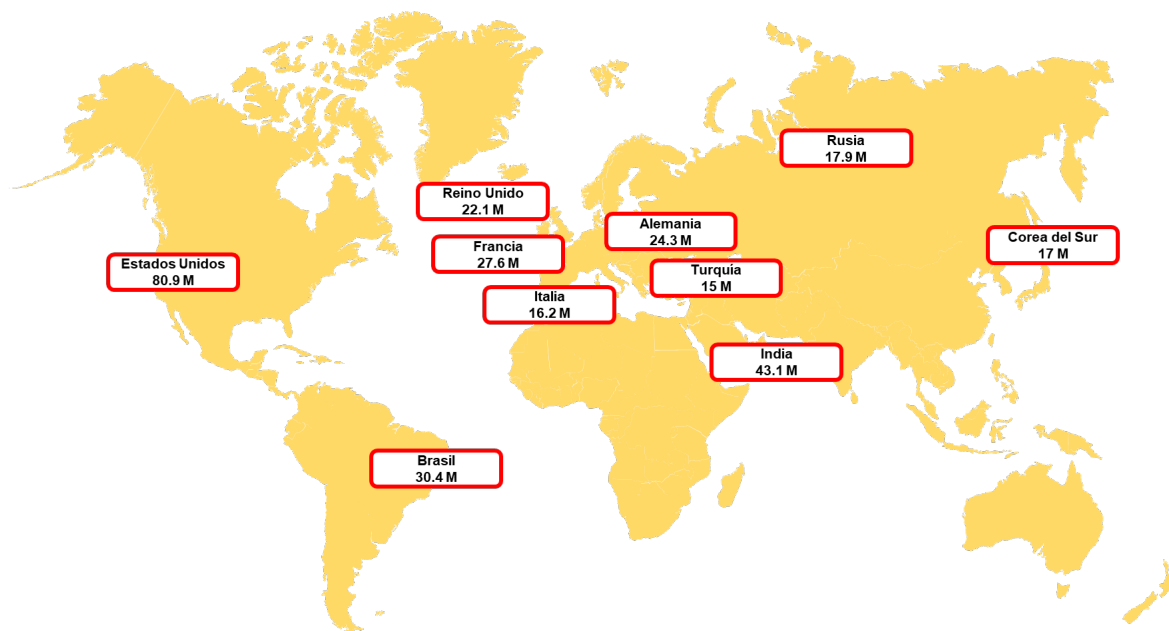 Rusia
17.9 M
Reino Unido
22.1 M
Alemania
24.3 M
Corea del Sur
17 M
Francia
27.6 M
Estados Unidos
80.9 M
Turquía
15 M
Italia
16.2 M
India
43.1 M
Brasil
30.4 M